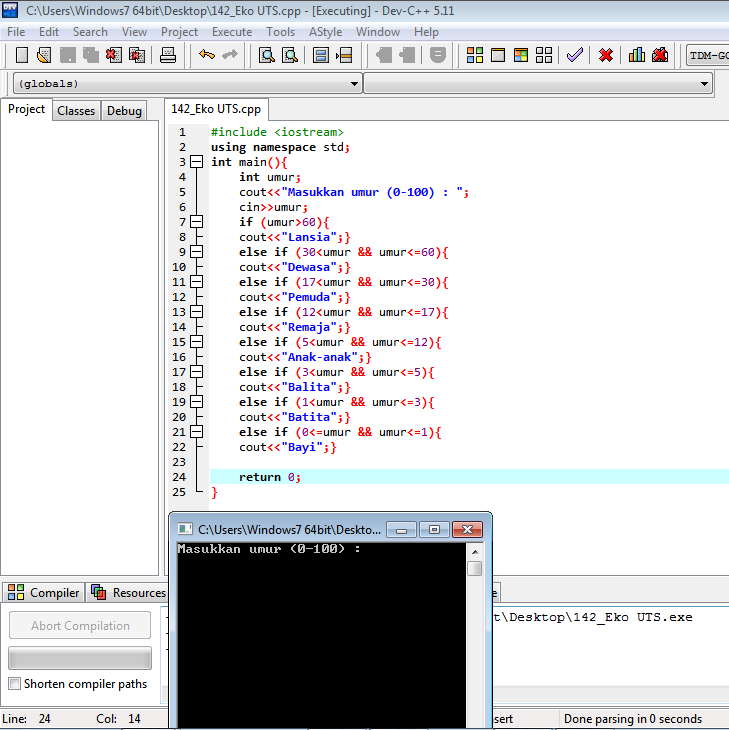 C:\Users\Windows7 64bit\Desktop\142_Eko UTS.cpp - [Executing] - Dev-C++ 5.11
File Edit Search View Project Execute Tools AStyle Window Help
(globals)
Project Classes Debug
142_Eko UTS.cpp
1 #include <iostream>
2 using namespace std;
3 int main(){
4 int umur;
5 cout<<"Masukkan umur (0-100) : ";
6 cin>>umur;
7 if (umur>60){
8 cout<<"Lansia";}
9 else if (30<umur && umur<=60){
10 cout<<"Dewasa";}
11 else if (17<umur && umur<=30){
12 cout<<"Pemuda";}
13 else if (12<umur && umur<=17){
14 cout<<"Remaja";}
15 else if (5<umur && umur<=12){
16 cout<<"Anak-anak";}
17 else if (3<umur && umur<=5){
18 cout<<"Balita";}
19 else if (1<umur && umur<=3){
20 cout<<"Batita";}
21 else if (0<=umur && umur<=1){
22 cout<<"Bayi";}
23
24 return 0;
25 }
C:\Users\Windows7 64bit\Deskto...
Masukkan umur (0-100) :
Compiler Resources
Abort Compilation
Shorten compiler paths
t\Desktop\142_Eko UTS.exe
Line: 24 Col: 14 sert Done parsing in 0 seconds